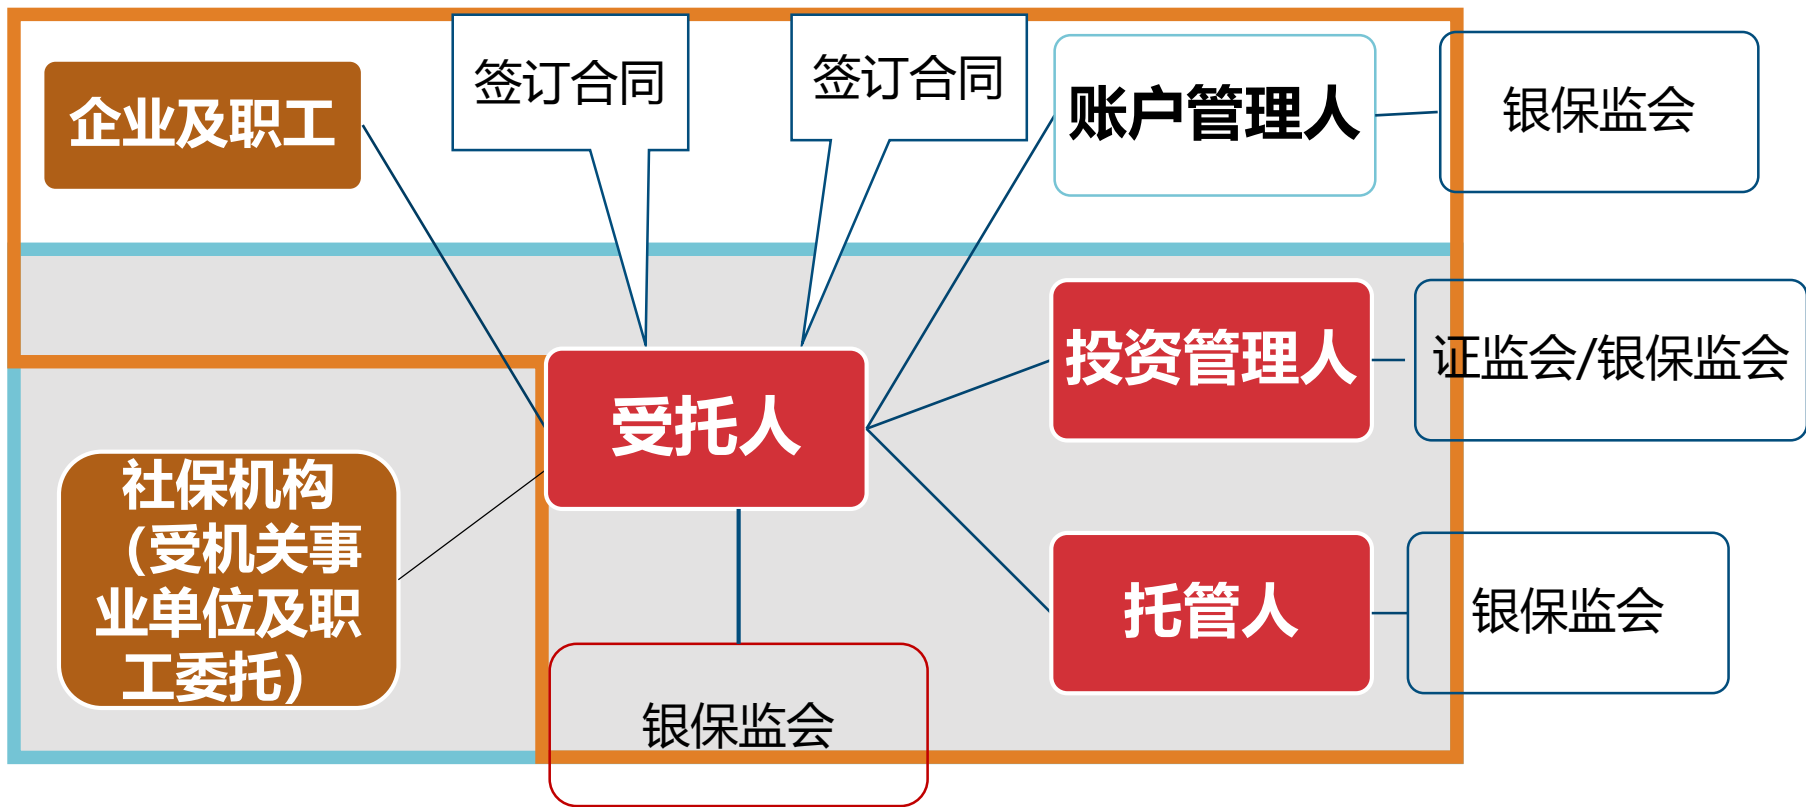 签订合同
签订合同
企业及职工
账户管理人
银保监会
投资管理人
证监会/银保监会
受托人
社保机构
（受机关事
业单位及职
工委托）
托管人
银保监会
银保监会